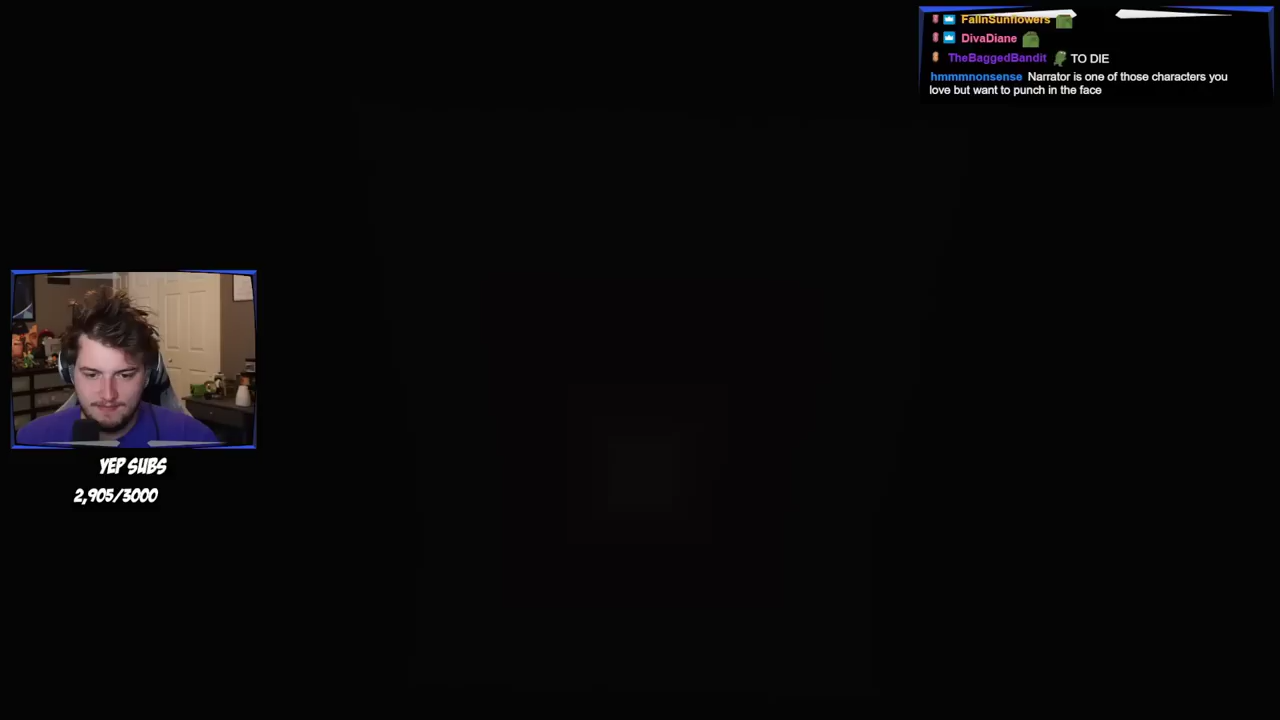 FallnSunflowers
DivaDiane
TheBaggedBandit TO DIE
hmmmnonsense Narrator is one of those characters you
love but want to punch in the face
YEP SUBS
2,905/3000